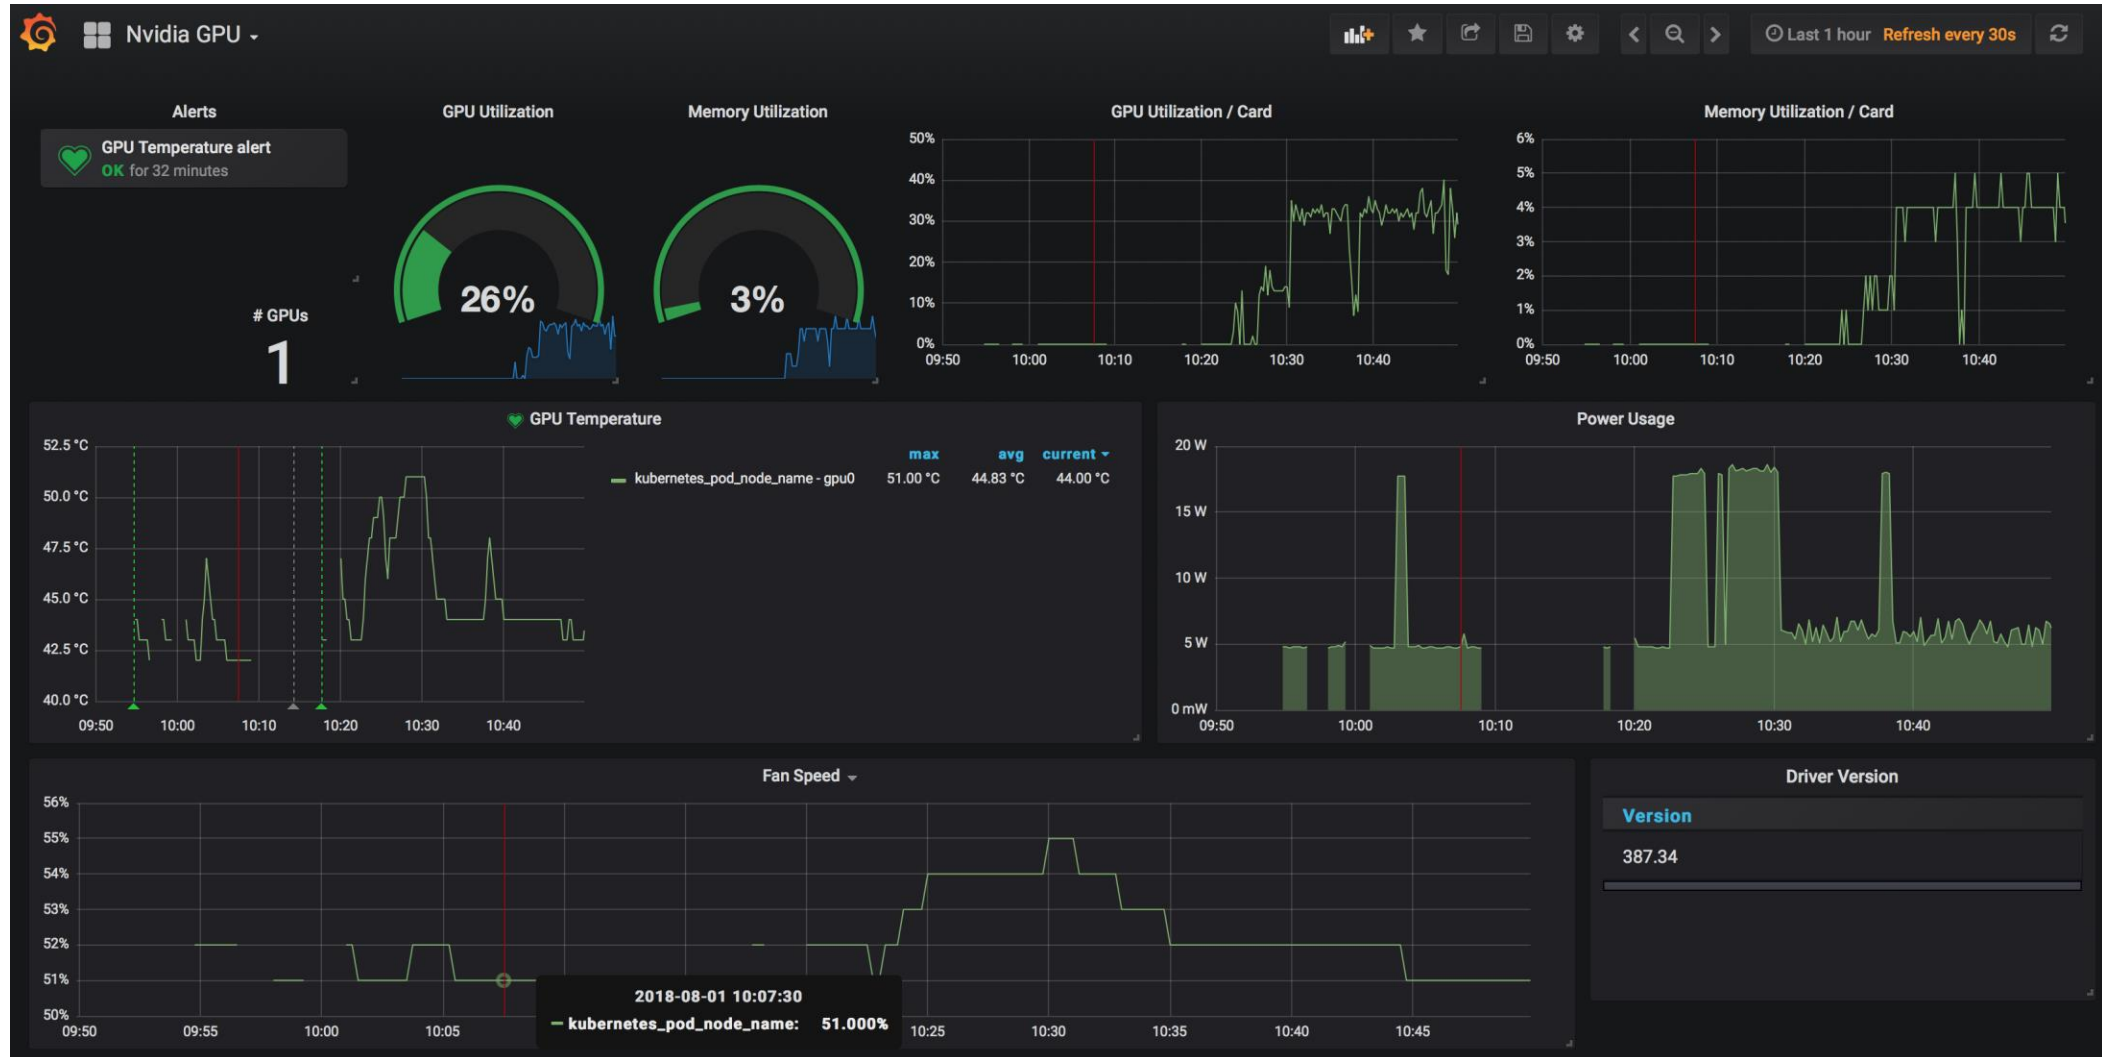 Nvidia GPU
Last 1 hour Refresh every 30s
Alerts
GPU Temperature alert
OK for 32 minutes
# GPUs
1
GPU Utilization
26%
Memory Utilization
3%
GPU Utilization / Card
50%
40%
30%
20%
10%
0%
09:50 10:00 10:10 10:20 10:30 10:40
Memory Utilization / Card
6%
5%
4%
3%
2%
1%
0%
09:50 10:00 10:10 10:20 10:30 10:40
GPU Temperature
52.5 °C
50.0 °C
47.5 °C
45.0 °C
42.5 °C
40.0 °C
09:50 10:00 10:10 10:20 10:30 10:40
max avg current
kubernetes_pod_node_name - gpu0 51.00 °C 44.83 °C 44.00 °C
Power Usage
20 W
15 W
10 W
5 W
0 mW
09:50 10:00 10:10 10:20 10:30 10:40
Fan Speed
56%
55%
54%
53%
52%
51%
50%
09:50 09:55 10:00 10:05 10:25 10:30 10:35 10:40 10:45
2018-08-01 10:07:30
kubernetes_pod_node_name: 51.000%
Driver Version
Version
387.34